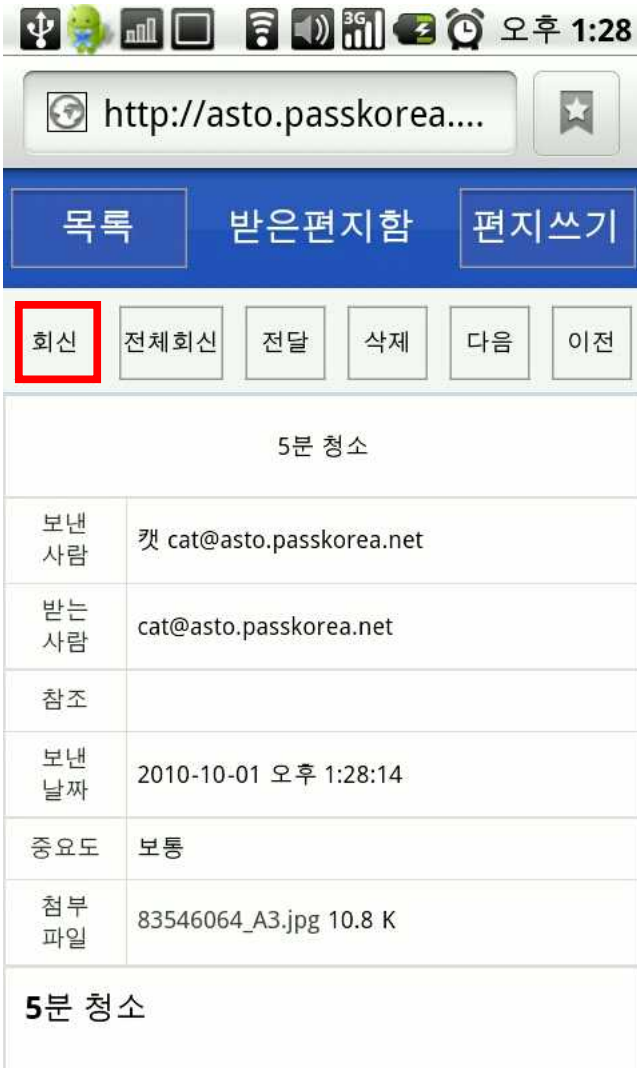 3G 오후 1:28
http://asto.passkorea....
목록 받은편지함 편지쓰기
회신 전체회신 전달 삭제 다음 이전
5분 청소
보낸
사람
캣 cat@asto.passkorea.net
받는
사람
cat@asto.passkorea.net
참조
보낸
날짜
2010-10-01 오후 1:28:14
중요도 보통
첨부
파일
83546064_A3.jpg 10.8 K
5분 청소